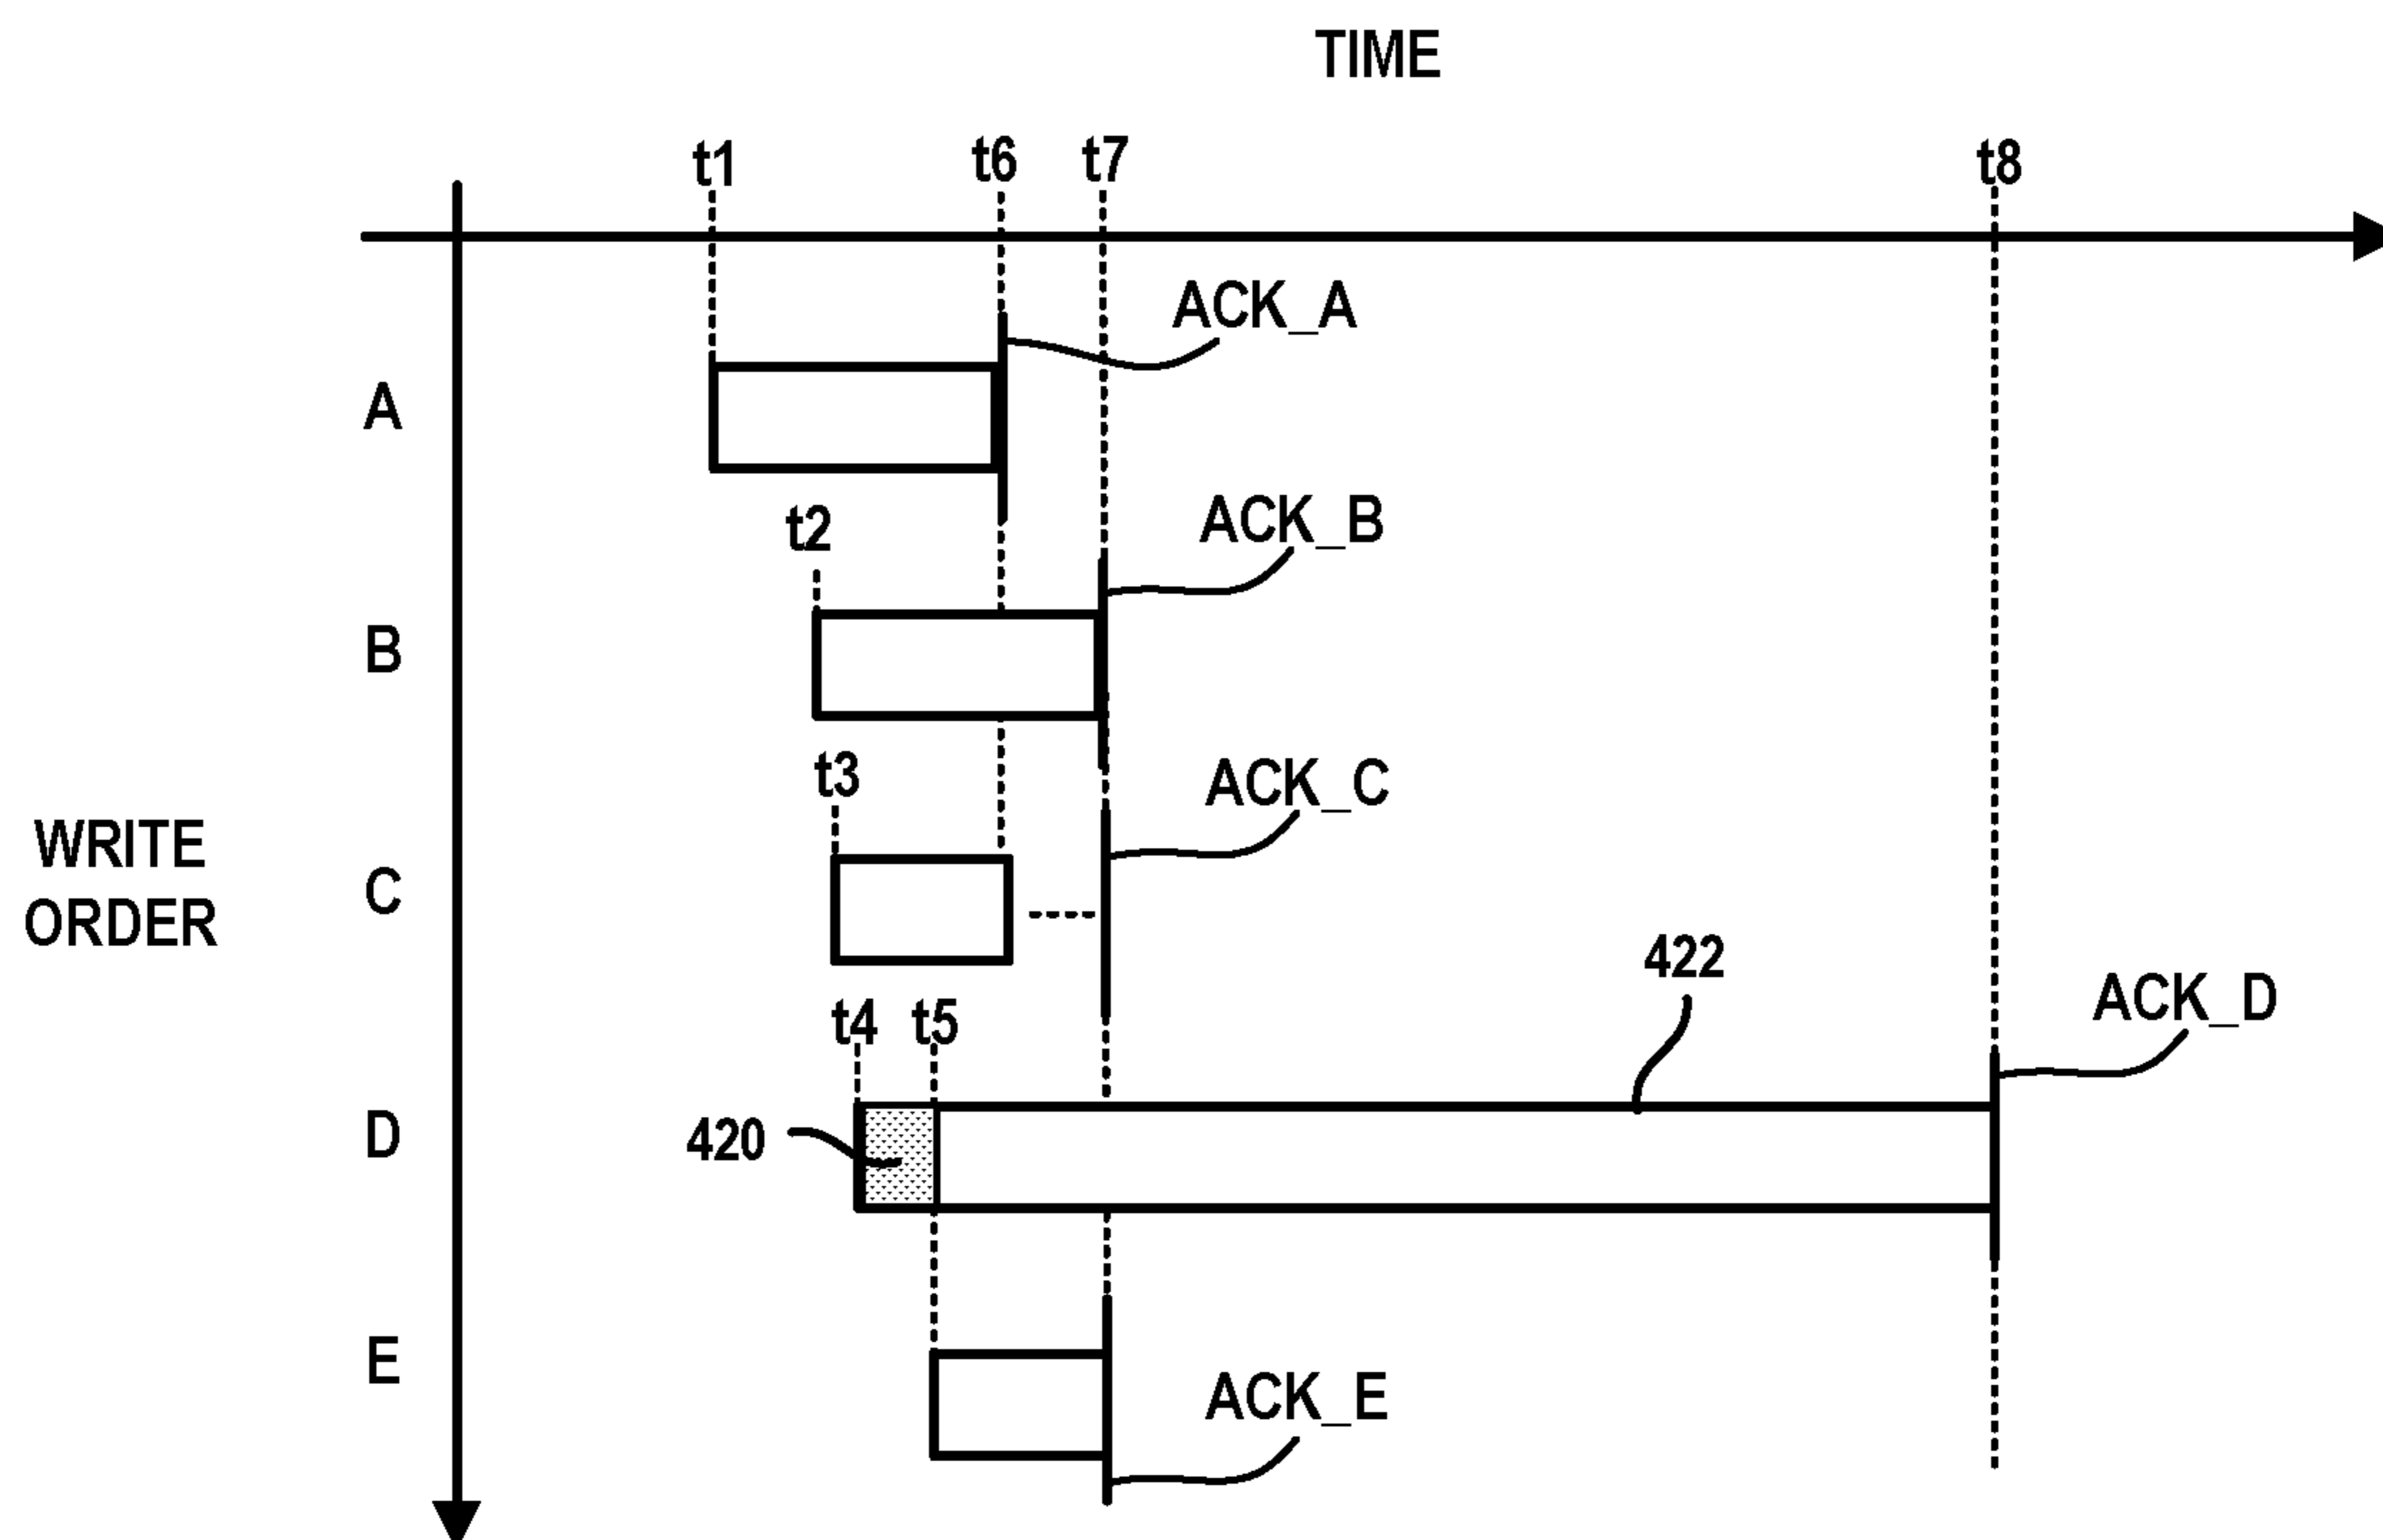 TIME
t1
t6
t7
t8
ACK_A
A
t2
ACK_B
B
t3
ACK_C
WRITE
ORDER
C
422
t4
t5
ACK_D
D
420
E
ACK_E